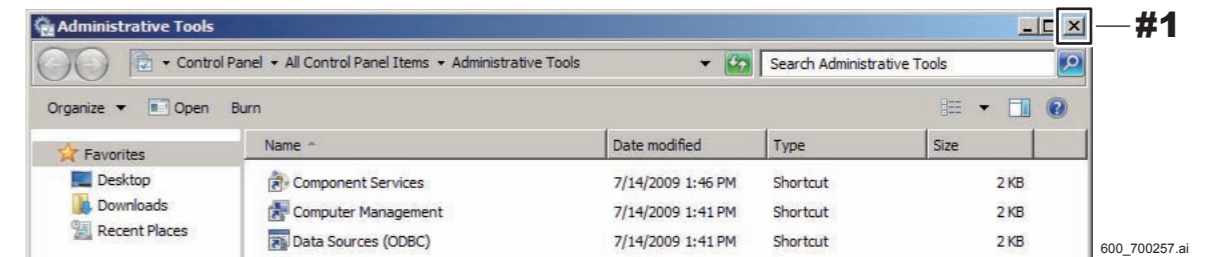 Administrative Tools
#1
Control Panel All Control Panel Items Administrative Tools Search Administrative Tools
Organize Open Burn
Favorites
Desktop
Downloads
Recent Places
Name Date modified Type Size
Component Services 7/14/2009 1:46 PM Shortcut 2 KB
Computer Management 7/14/2009 1:41 PM Shortcut 2 KB
Data Sources (ODBC) 7/14/2009 1:41 PM Shortcut 2 KB
600_700257.ai